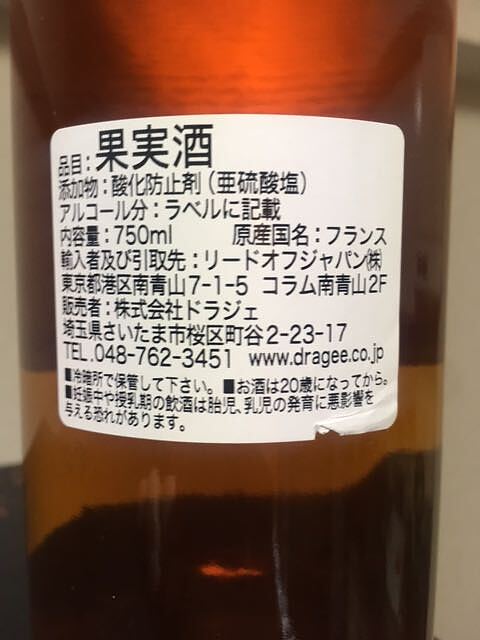 品目：果実酒
添加物：酸化防止剤（亜硫酸塩）
アルコール分：ラベルに記載
内容量：750ml 原産国名：フランス
輸入者及び引取先：リードオフジャパン㈱
東京都港区南青山7-1-5 コラム南青山2F
販売者：株式会社ドラジェ
埼玉県さいたま市桜区町谷2-23-17
TEL.048-762-3451 www.dragee.co.jp
■冷暗所で保管して下さい。■お酒は20歳になってから。
■妊娠中や授乳期の飲酒は胎児、乳児の発育に悪影響を
与える恐れがあります。